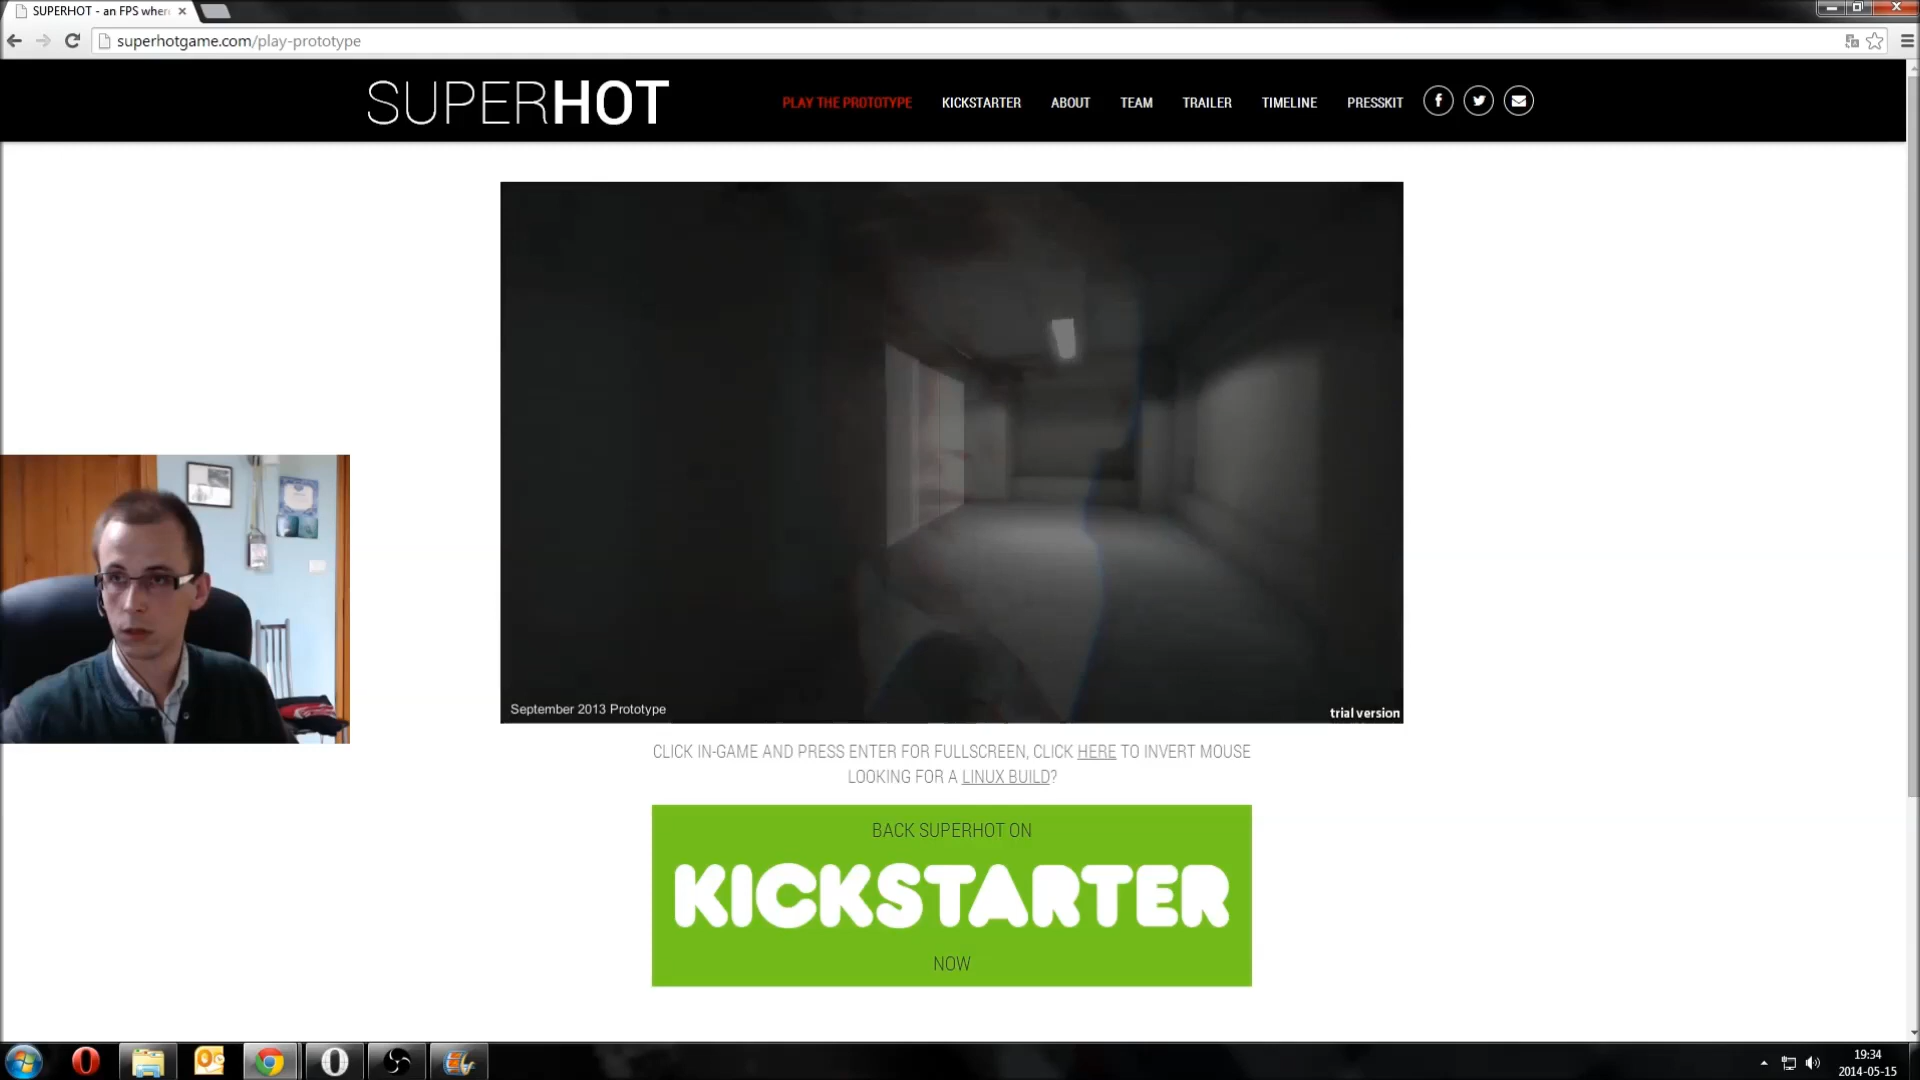 SUPERHOT - an FPS wher
superhotgame.com/play-prototype
SUPERHOT
PLAY THE PROTOTYPE
KICKSTARTER
ABOUT
TEAM
TRAILER
TIMELINE
PRESSKIT
September 2013 Prototype
trial version
CLICK IN-GAME AND PRESS ENTER FOR FULLSCREEN, CLICK HERE TO INVERT MOUSE
LOOKING FOR A LINUX BUILD?
BACK SUPERHOT ON
KICKSTARTER
NOW
19:34
2014-05-15